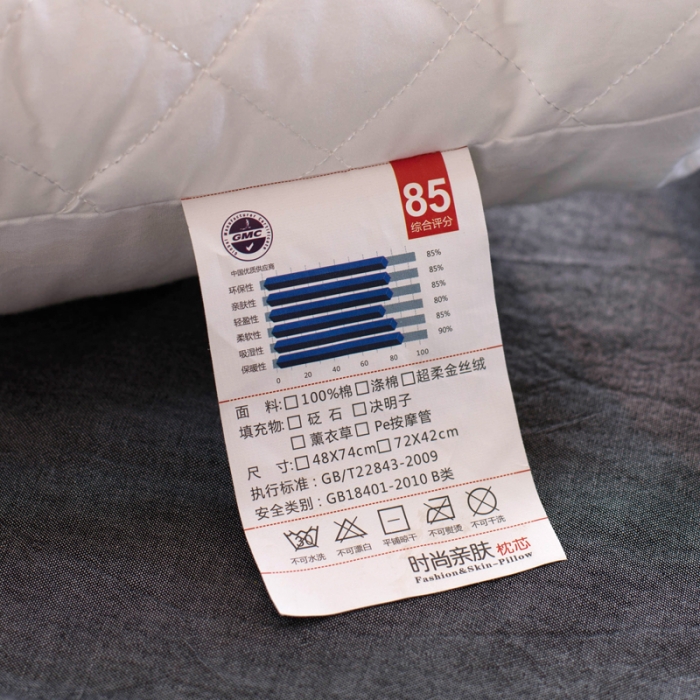 85
综合评分
GMC
中国优质供应商
环保性 85%
亲肤性 85%
轻盈性 85%
柔软性 80%
吸湿性 85%
保暖性 90%
0 20 40 60 80 100
面 料:□100%棉□涤棉□超柔金丝绒
填充物:□ 砭 石 □ 决明子
□ 薰衣草□ Pe按摩管
尺 寸:□48X74cm□72X42cm
执行标准：GB/T22843-2009
安全类别：GB18401-2010 B类
30
不可水洗 不可漂白 平铺晾干 不可熨烫 不可干洗
时尚亲肤 枕芯
Fashion&Skin-Pillow